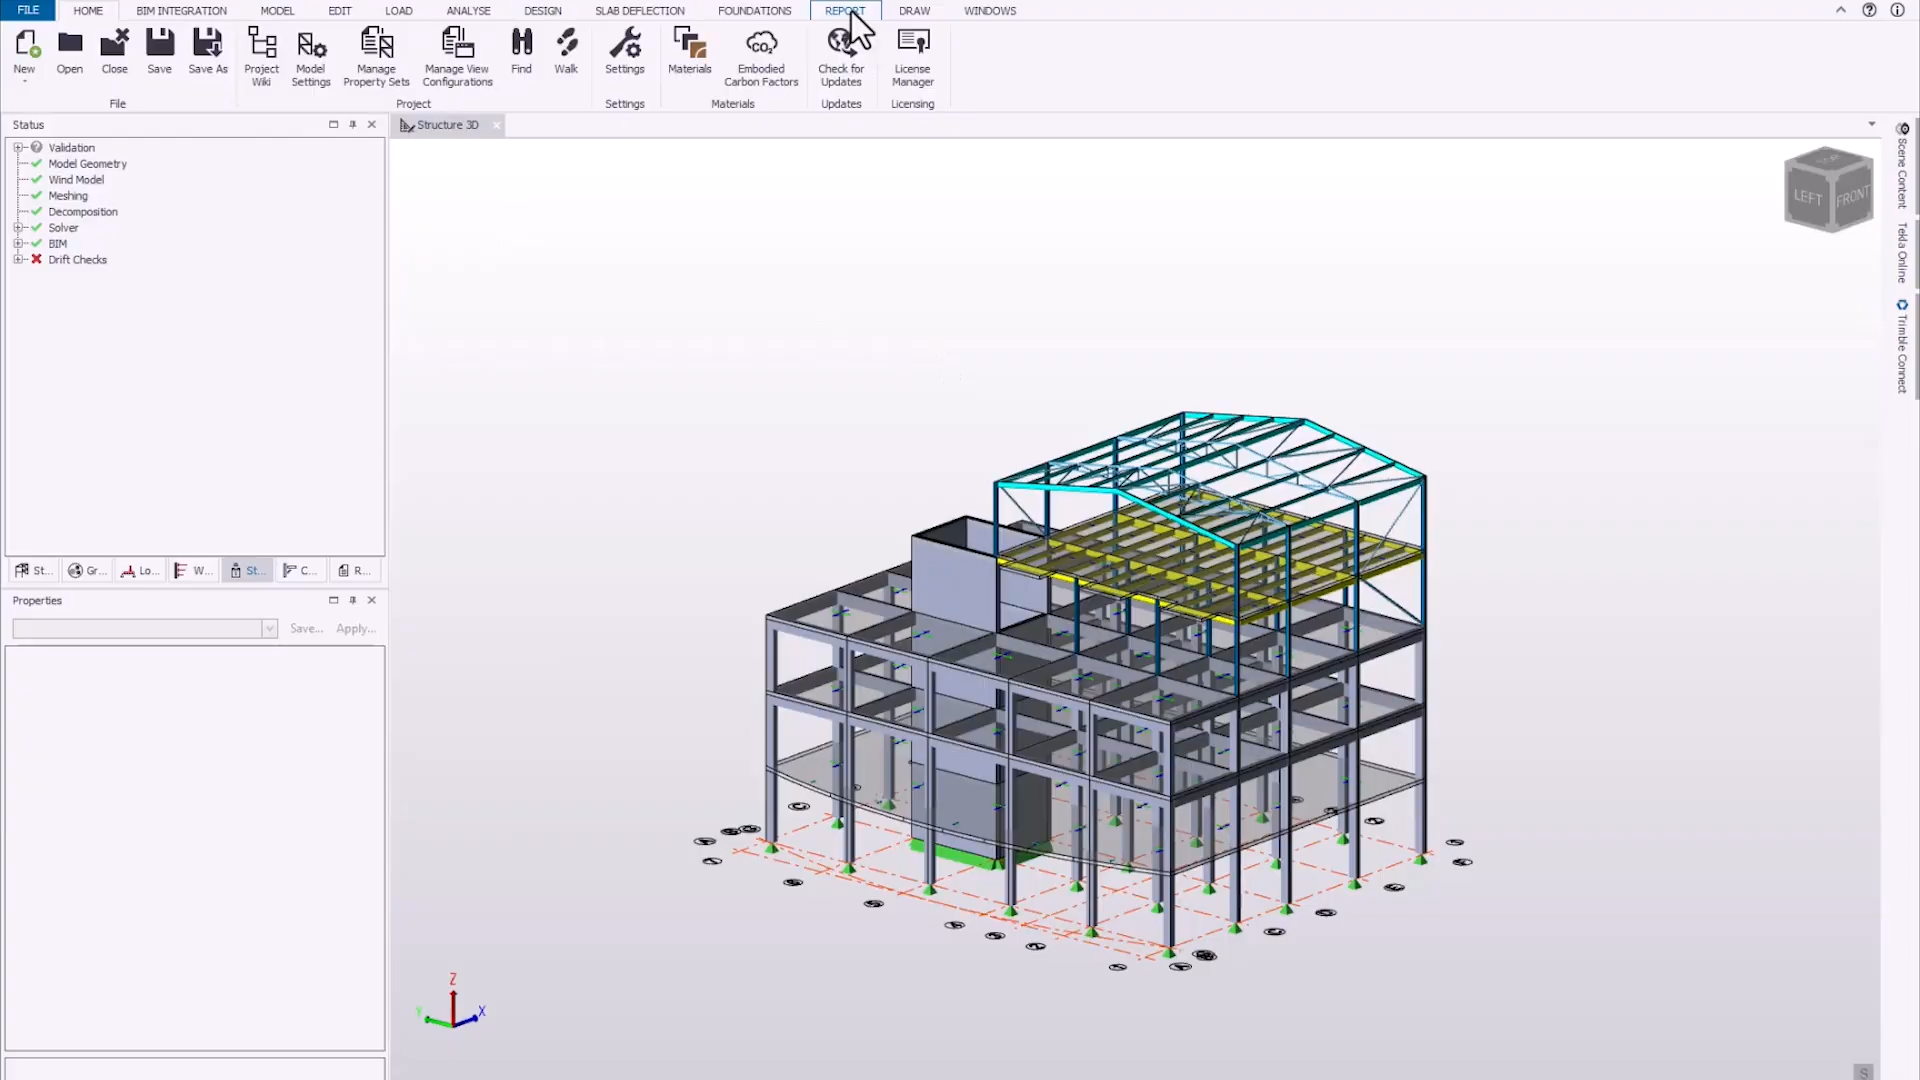 FILE HOME BIM INTEGRATION MODEL EDIT LOAD ANALYSE DESIGN SLAB DEFLECTION FOUNDATIONS REPORT DRAW WINDOWS
New Open Close Save Save As Project Wiki Model Settings Manage Property Sets Manage View Configurations Find Walk Settings Materials Embodied Carbon Factors Check for Updates License Manager
File Project Settings Materials Updates Licensing
Status
Structure 3D
Validation
Model Geometry
Wind Model
Meshing
Decomposition
Solver
BIM
Drift Checks
St... Gr... Lo... W... St... C... R...
Properties
Save... Apply...
TOP
LEFT FRONT
Scene Content
Tekla Online
Trimble Connect
Z
Y X
S